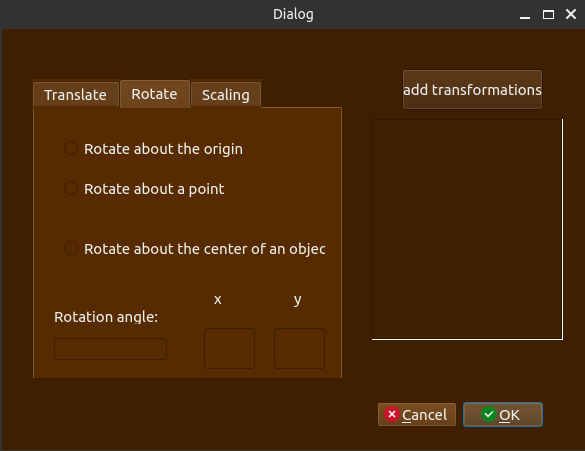 Dialog
Translate
Rotate
Scaling
add transformations
Rotate about the origin
Rotate about a point
Rotate about the center of an objec
x
y
Rotation angle:
Cancel
OK